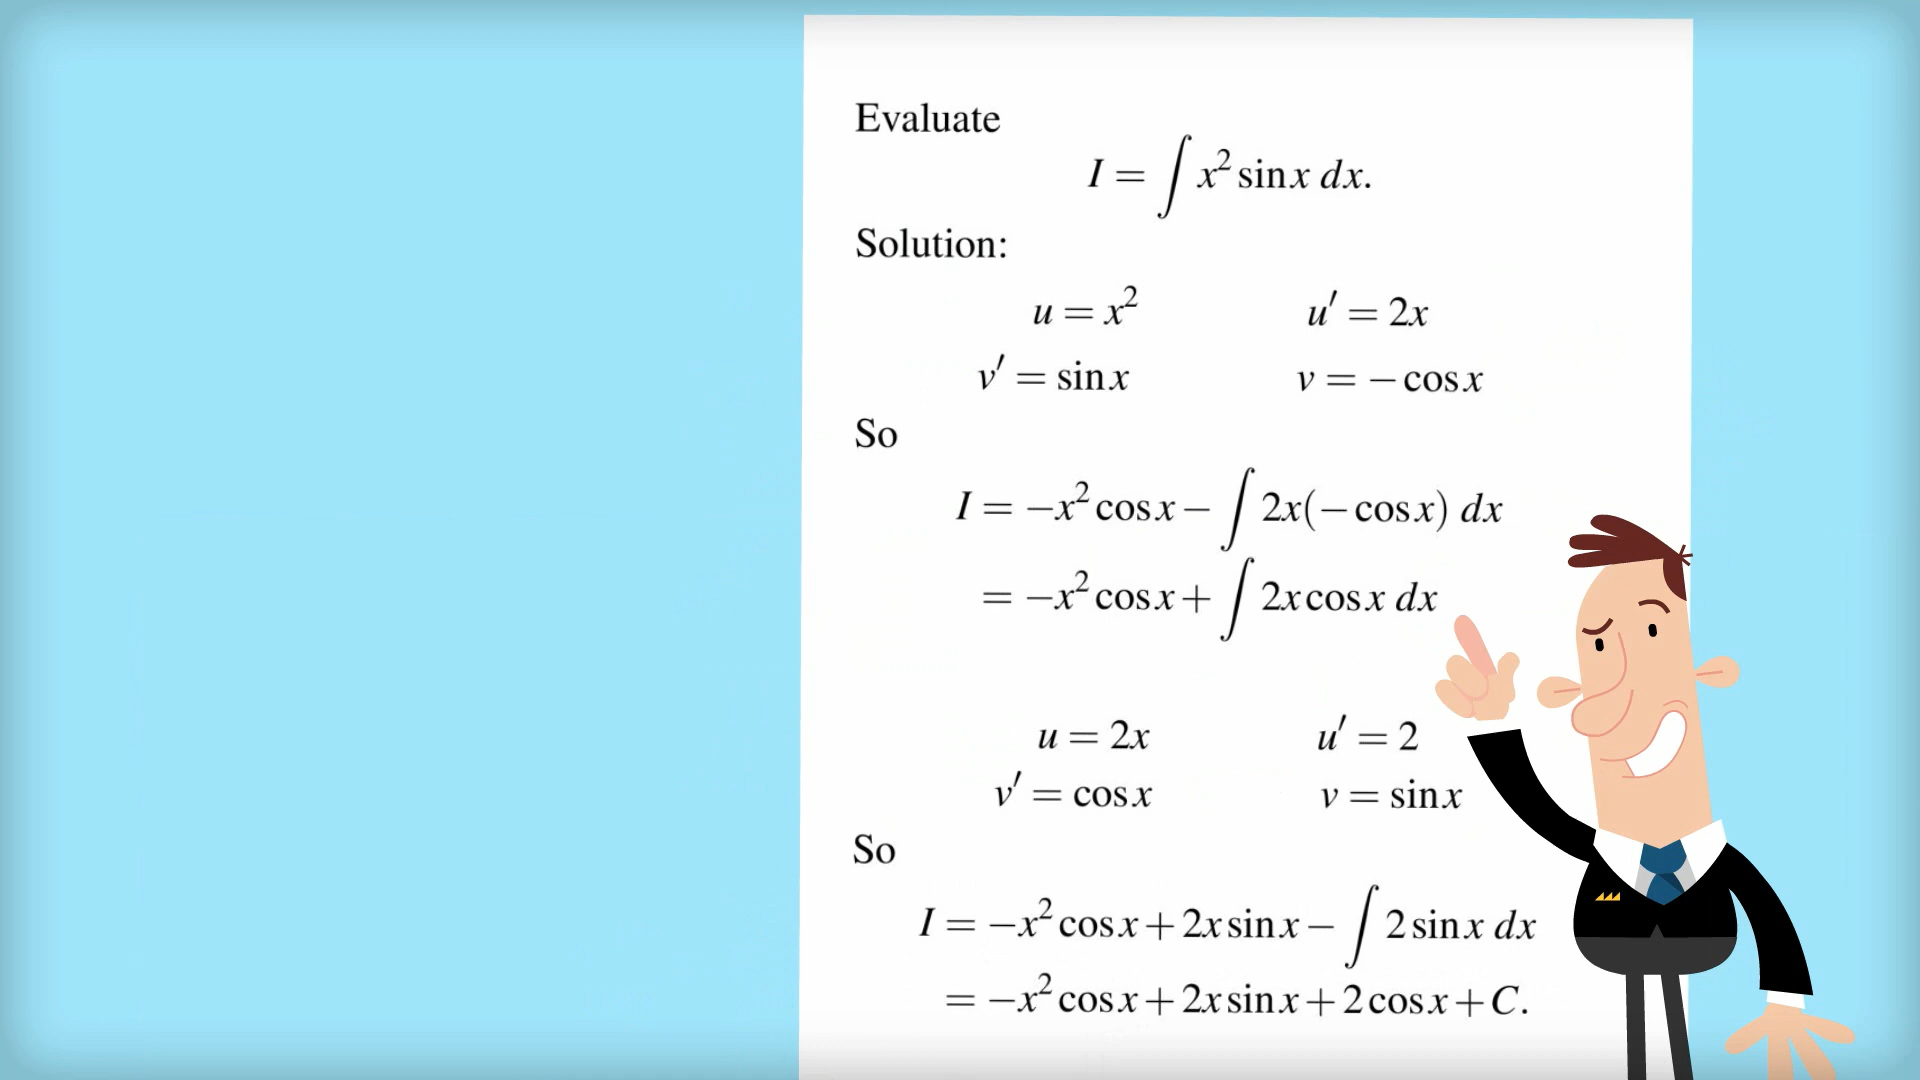 Evaluate
I = ∫ x² sin x dx.
Solution:
u = x² u′ = 2x
v′ = sin x v = − cos x
So
I = −x² cos x − ∫ 2x(− cos x) dx
= −x² cos x + ∫ 2x cos x dx
u = 2x u′ = 2
v′ = cos x v = sin x
So
I = −x² cos x + 2x sin x − ∫ 2 sin x dx
= −x² cos x + 2x sin x + 2 cos x + C.